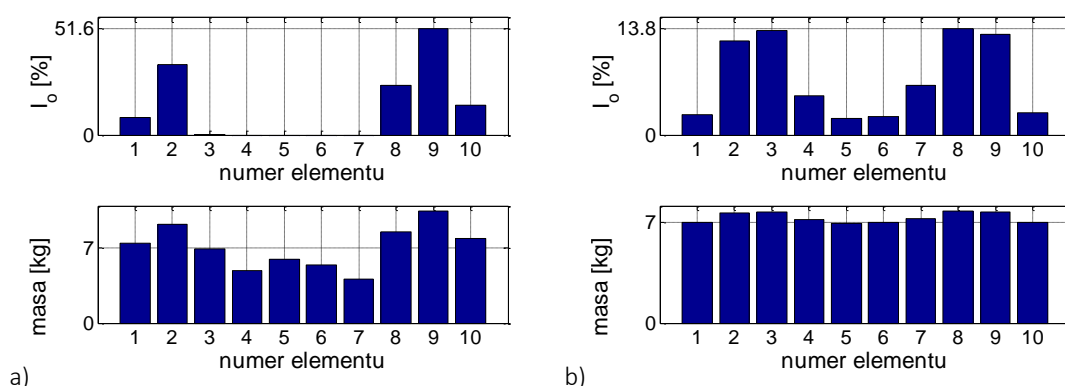 51.6
I_o [%]
0
1 2 3 4 5 6 7 8 9 10
numer elementu
7
masa [kg]
0
1 2 3 4 5 6 7 8 9 10
numer elementu
a)
13.8
I_o [%]
0
1 2 3 4 5 6 7 8 9 10
numer elementu
7
masa [kg]
0
1 2 3 4 5 6 7 8 9 10
numer elementu
b)